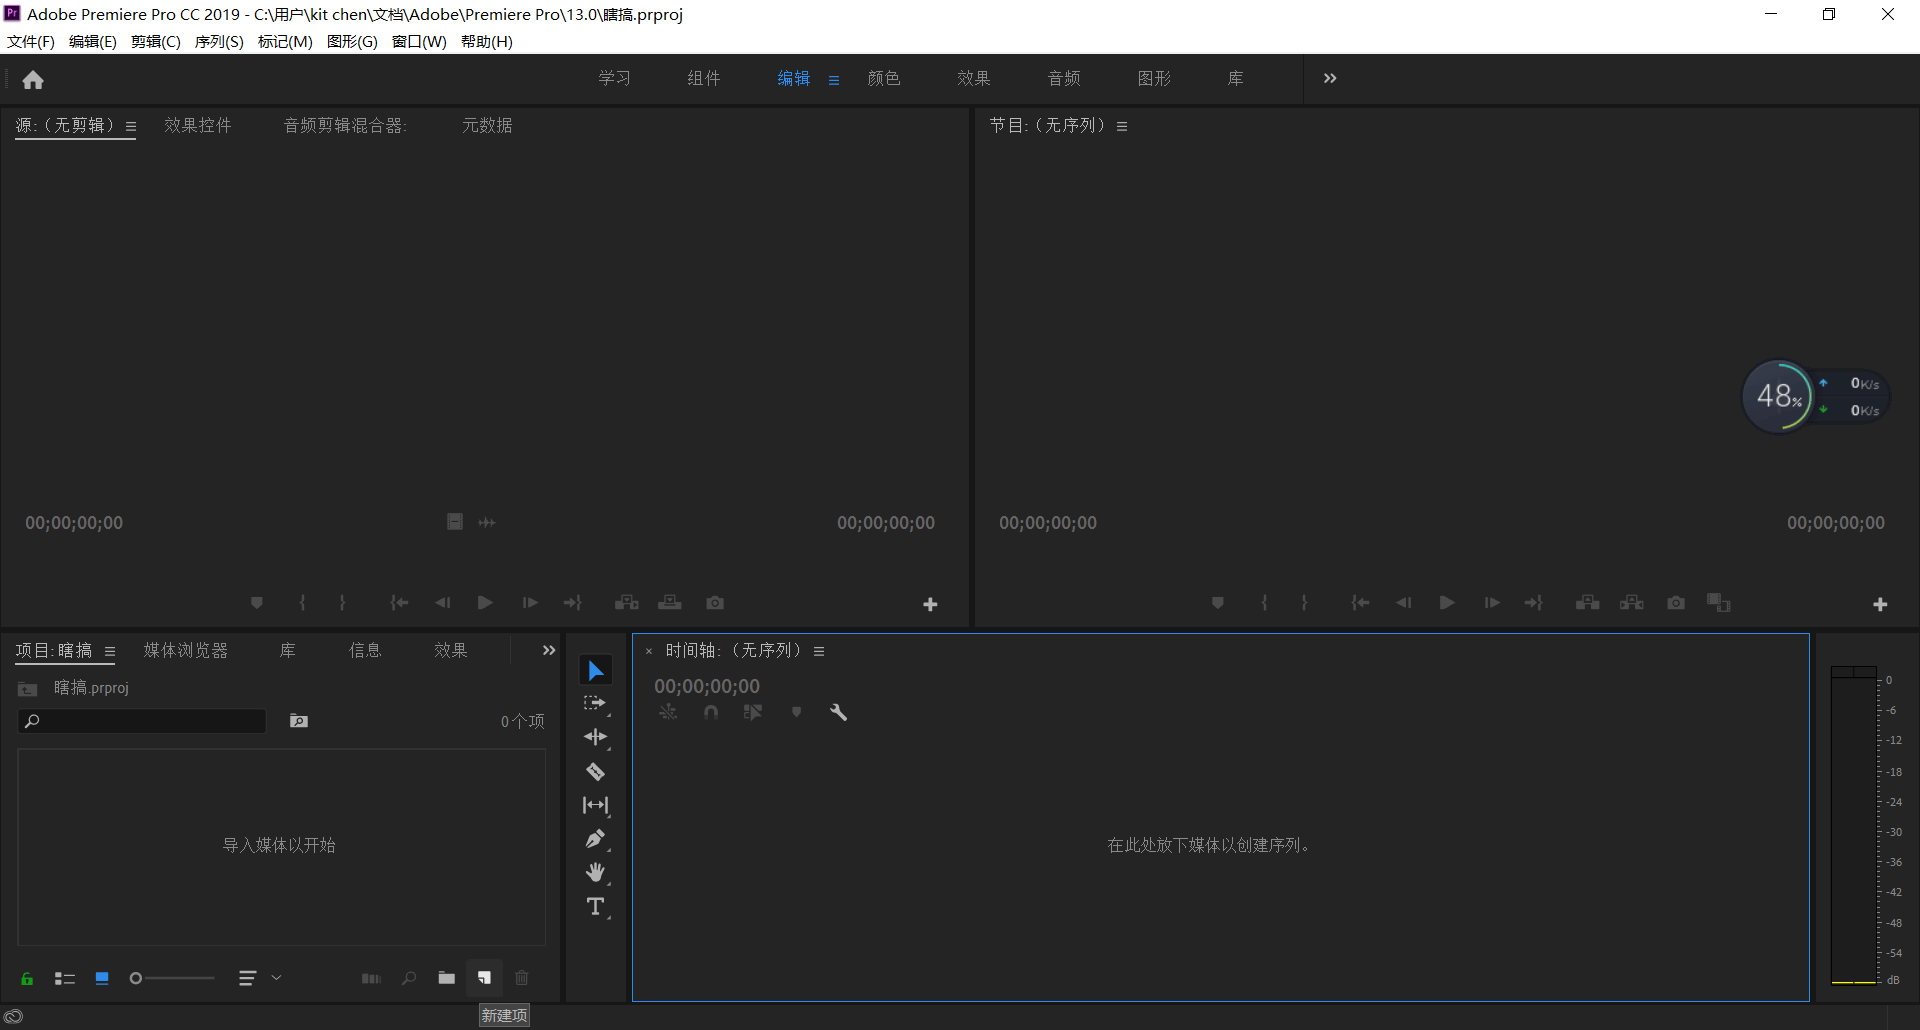 Adobe Premiere Pro CC 2019 - C:\用户\kit chen\文档\Adobe\Premiere Pro\13.0\瞎搞.prproj
文件(F) 编辑(E) 剪辑(C) 序列(S) 标记(M) 图形(G) 窗口(W) 帮助(H)
学习 组件 编辑 颜色 效果 音频 图形 库
源:（无剪辑） 效果控件 音频剪辑混合器: 元数据
节目:（无序列）
48%
0K/s
0K/s
00;00;00;00 00;00;00;00
00;00;00;00 00;00;00;00
项目:瞎搞 媒体浏览器 库 信息 效果
瞎搞.prproj
0个项
导入媒体以开始
时间轴:（无序列）
00;00;00;00
在此处放下媒体以创建序列。
0
-6
-12
-18
-24
-30
-36
-42
-48
-54
dB
新建项